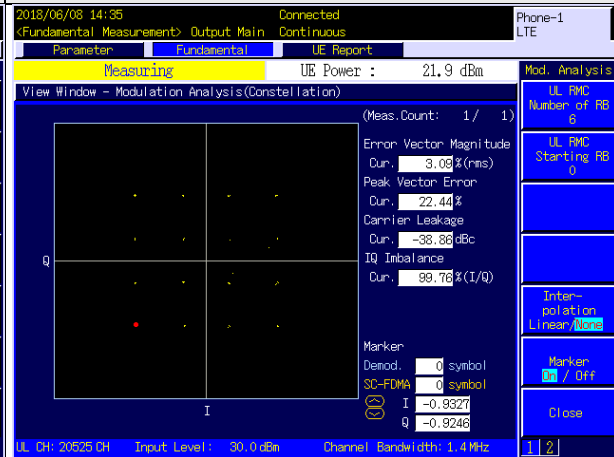 2018/06/08 14:35 Connected Phone-1
<Fundamental Measurement> Output Main Continuous LTE
Parameter Fundamental UE Report
Measuring UE Power : 21.9 dBm Mod. Analysis
View Window - Modulation Analysis(Constellation)
(Meas.Count: 1/ 1)
Error Vector Magnitude
Cur. 3.09 %(rms)
Peak Vector Error
Cur. 22.44 %
Carrier Leakage
Cur. -38.86 dBc
IQ Imbalance
Cur. 99.76 %(I/Q)
Q
I
Marker
Demod. 0 symbol
SC-FDMA 0 symbol
I -0.9327
Q -0.9246
UL CH: 20525 CH Input Level: 30.0 dBm Channel Bandwidth: 1.4 MHz
UL RMC
Number of RB
6
UL RMC
Starting RB
0
Inter-
polation
Linear/None
Marker
On / Off
Close
1 2